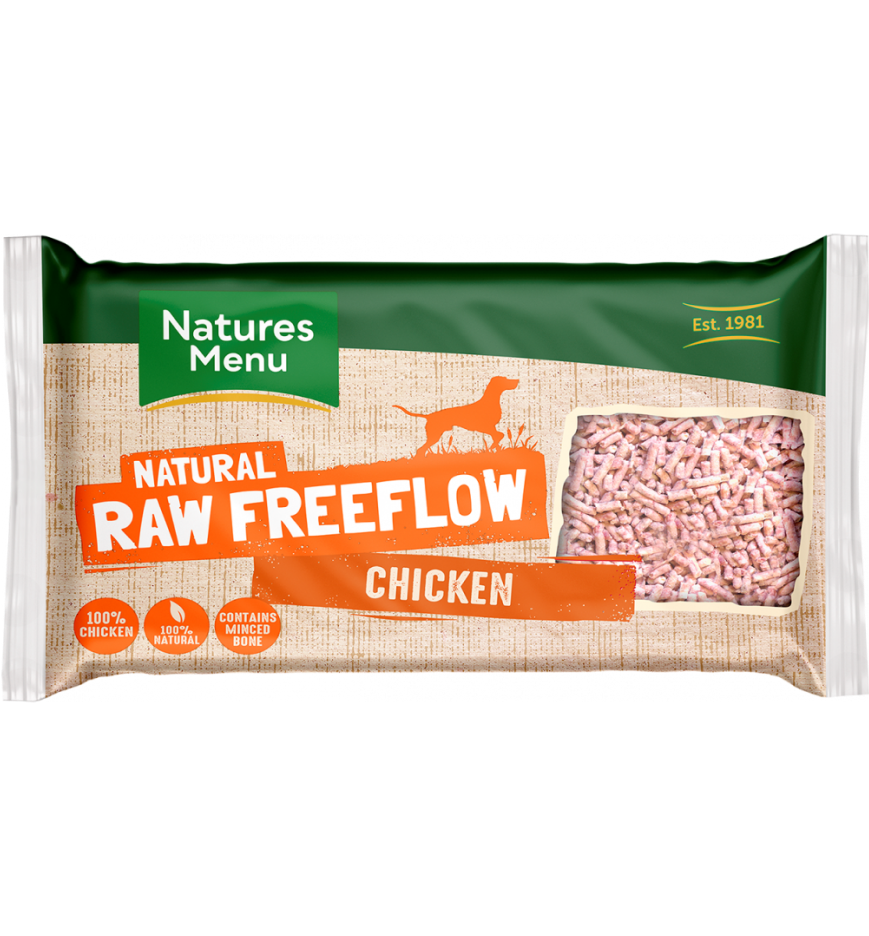 Natures
Menu
Est. 1981
NATURAL
RAW FREEFLOW
CHICKEN
100%
CHICKEN
100%
NATURAL
CONTAINS
MINCED
BONE